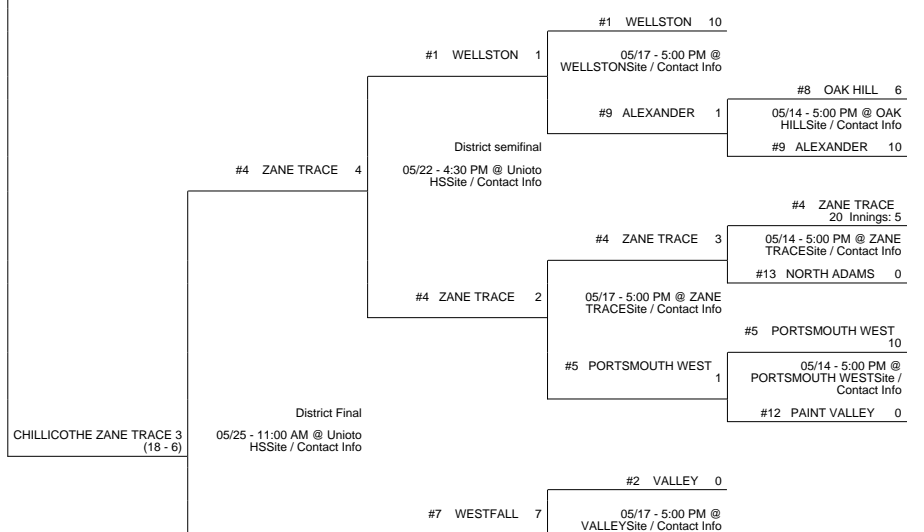 #1 WELLSTON 10
#1 WELLSTON 1
05/17 - 5:00 PM @
WELLSTONSite / Contact Info
#8 OAK HILL 6
#9 ALEXANDER 1
05/14 - 5:00 PM @ OAK
HILLSite / Contact Info
District semifinal
#9 ALEXANDER 10
#4 ZANE TRACE 4
05/22 - 4:30 PM @ Unioto
HSSite / Contact Info
#4 ZANE TRACE
20 Innings: 5
#4 ZANE TRACE 3
05/14 - 5:00 PM @ ZANE
TRACESite / Contact Info
#13 NORTH ADAMS 0
#4 ZANE TRACE 2
05/17 - 5:00 PM @ ZANE
TRACESite / Contact Info
#5 PORTSMOUTH WEST
10
#5 PORTSMOUTH WEST
1
05/14 - 5:00 PM @
PORTSMOUTH WESTSite /
Contact Info
District Final
#12 PAINT VALLEY 0
CHILLICOTHE ZANE TRACE 3
(18 - 6)
05/25 - 11:00 AM @ Unioto
HSSite / Contact Info
#2 VALLEY 0
#7 WESTFALL 7
05/17 - 5:00 PM @
VALLEYSite / Contact Info